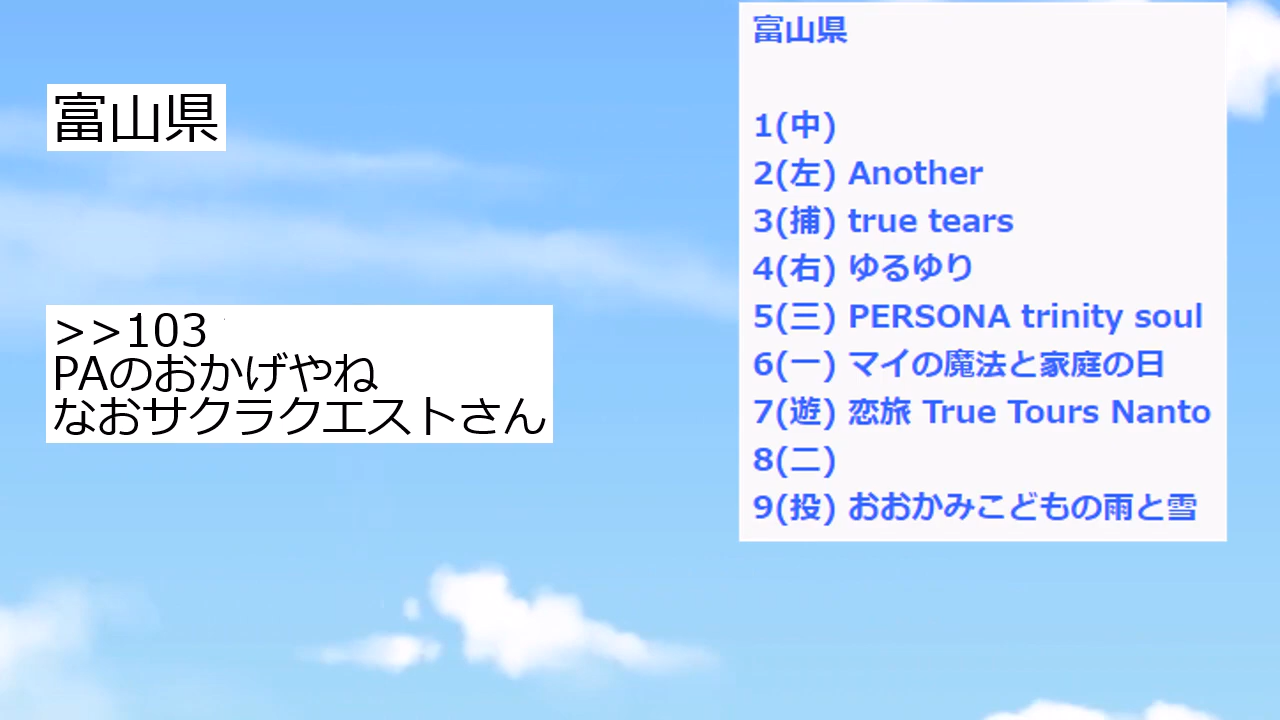 富山県
>>103
PAのおかげやね
なおサクラクエストさん
富山県
1(中)
2(左) Another
3(捕) true tears
4(右) ゆるゆり
5(三) PERSONA trinity soul
6(一) マイの魔法と家庭の日
7(遊) 恋旅 True Tours Nanto
8(二)
9(投) おおかみこどもの雨と雪